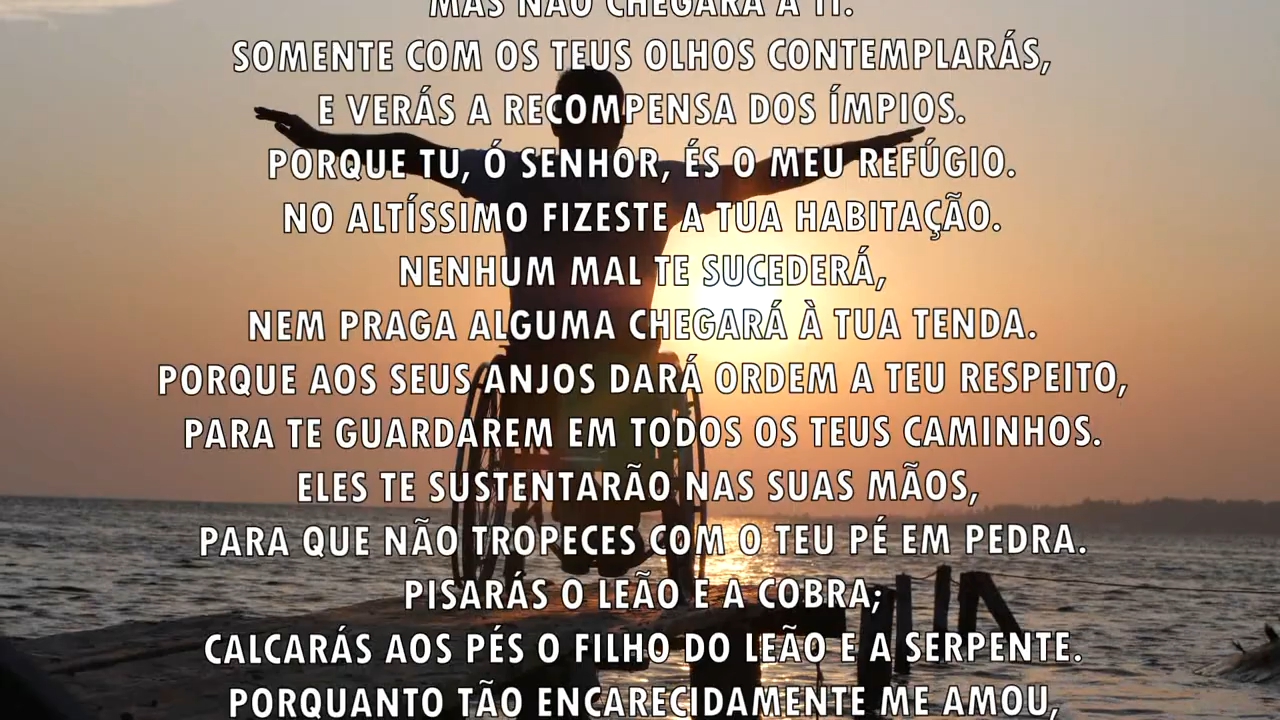 MAS NÃO CHEGARÁ A TI.
SOMENTE COM OS TEUS OLHOS CONTEMPLARÁS,
E VERÁS A RECOMPENSA DOS ÍMPIOS.
PORQUE TU, Ó SENHOR, ÉS O MEU REFÚGIO.
NO ALTÍSSIMO FIZESTE A TUA HABITAÇÃO.
NENHUM MAL TE SUCEDERÁ,
NEM PRAGA ALGUMA CHEGARÁ À TUA TENDA.
PORQUE AOS SEUS ANJOS DARÁ ORDEM A TEU RESPEITO,
PARA TE GUARDAREM EM TODOS OS TEUS CAMINHOS.
ELES TE SUSTENTARÃO NAS SUAS MÃOS,
PARA QUE NÃO TROPECES COM O TEU PÉ EM PEDRA.
PISARÁS O LEÃO E A COBRA;
CALCARÁS AOS PÉS O FILHO DO LEÃO E A SERPENTE.
PORQUANTO TÃO ENCARECIDAMENTE ME AMOU,